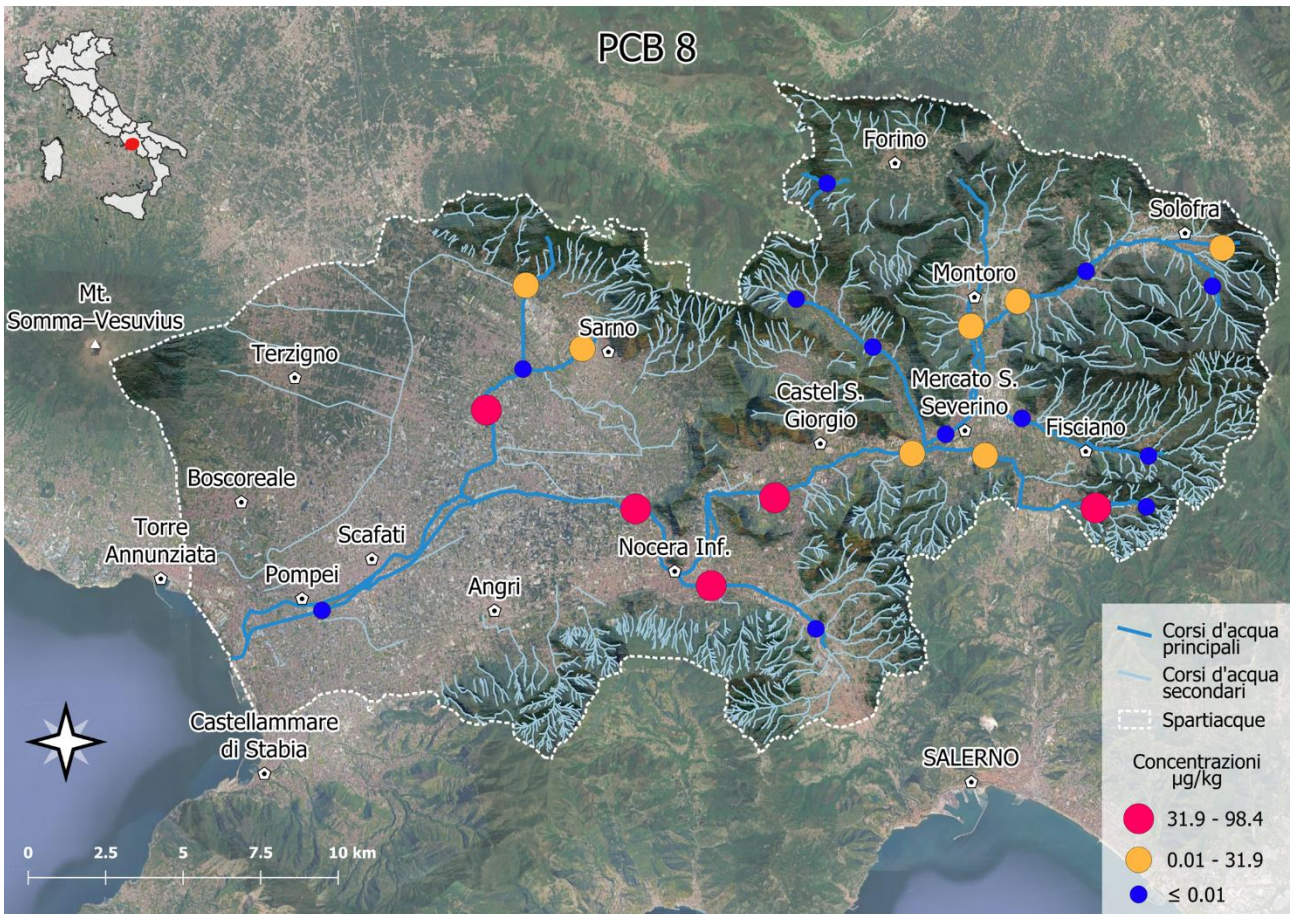 PCB 8
Forino
Solofra
Mt.
Somma–Vesuvius
Montoro
Sarno
Terzigno
Castel S.
Giorgio
Mercato S.
Severino
Fisciano
Boscoreale
Torre
Annunziata
Scafati
Nocera Inf.
Pompei
Angri
Castellammare
di Stabia
SALERNO
0 2.5 5 7.5 10 km
Corsi d'acqua
principali
Corsi d'acqua
secondari
Spartiacque
Concentrazioni
µg/kg
31.9 - 98.4
0.01 - 31.9
≤ 0.01